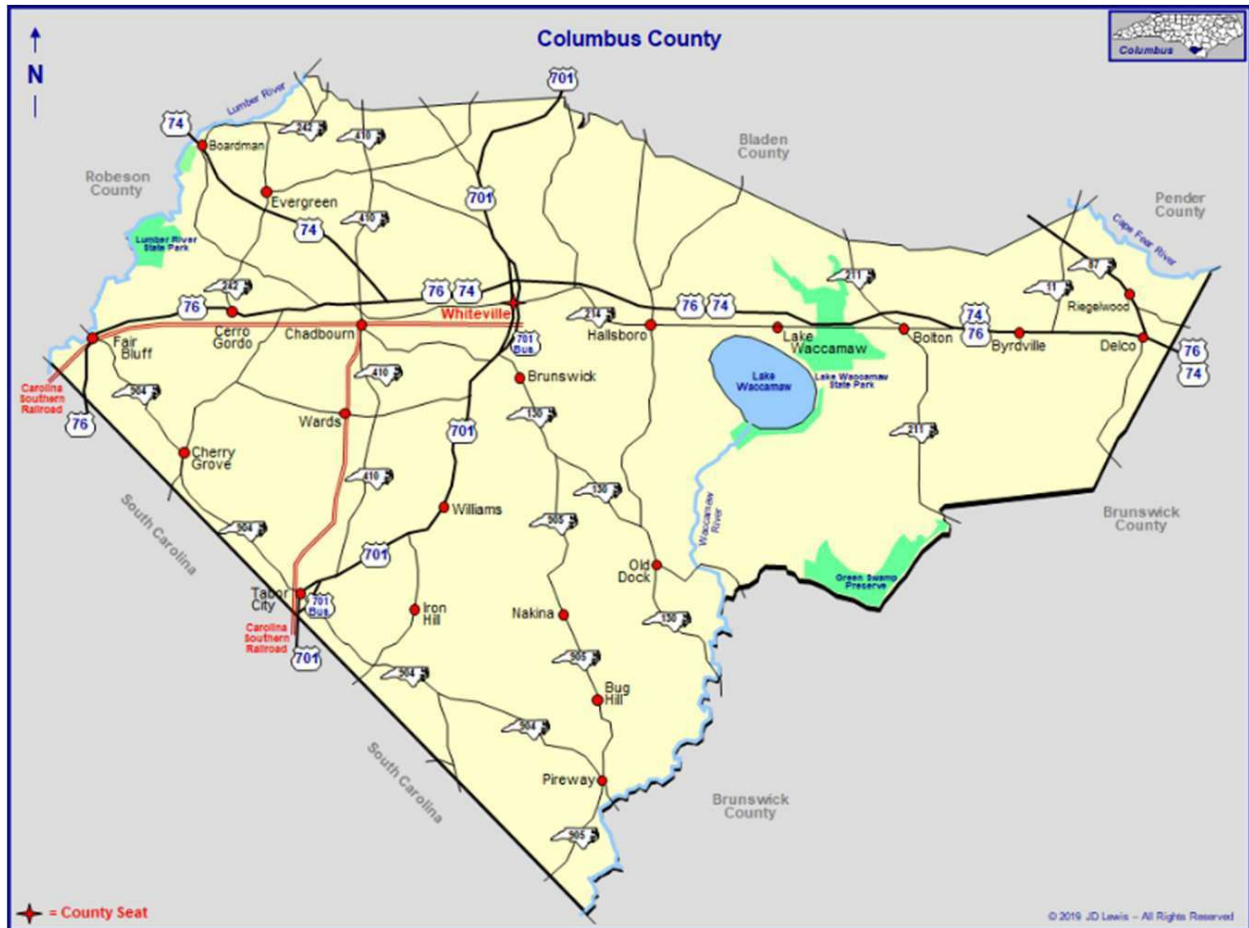 Columbus County
Columbus
N
Lumber River
701
74
242
410
Boardman
Bladen
County
Robeson
County
Evergreen
701
Pender
County
410
74
Lumber River
State Park
Cape Fear River
211
87
11
242
76
76 74
Riegelwood
Whiteville
76 74
214
74
76
Cerro
Gordo
Chadbourn
Hallsboro
Lake
Waccamaw
Bolton
Byrdville
Delco
Fair
Bluff
701
Bus
76
74
Carolina
Southern
Railroad
410
Brunswick
Lake
Waccamaw
Lake Waccamaw
State Park
904
76
Wards
130
701
211
Cherry
Grove
410
130
South Carolina
Williams
905
Waccamaw
River
Brunswick
County
904
701
Old
Dock
Green Swamp
Preserve
Tabor
City
701
Bus
Iron
Hill
Nakina
130
Carolina
Southern
Railroad
701
904
905
Bug
Hill
904
South Carolina
Pireway
Brunswick
County
905
= County Seat
© 2019 JD Lewis – All Rights Reserved